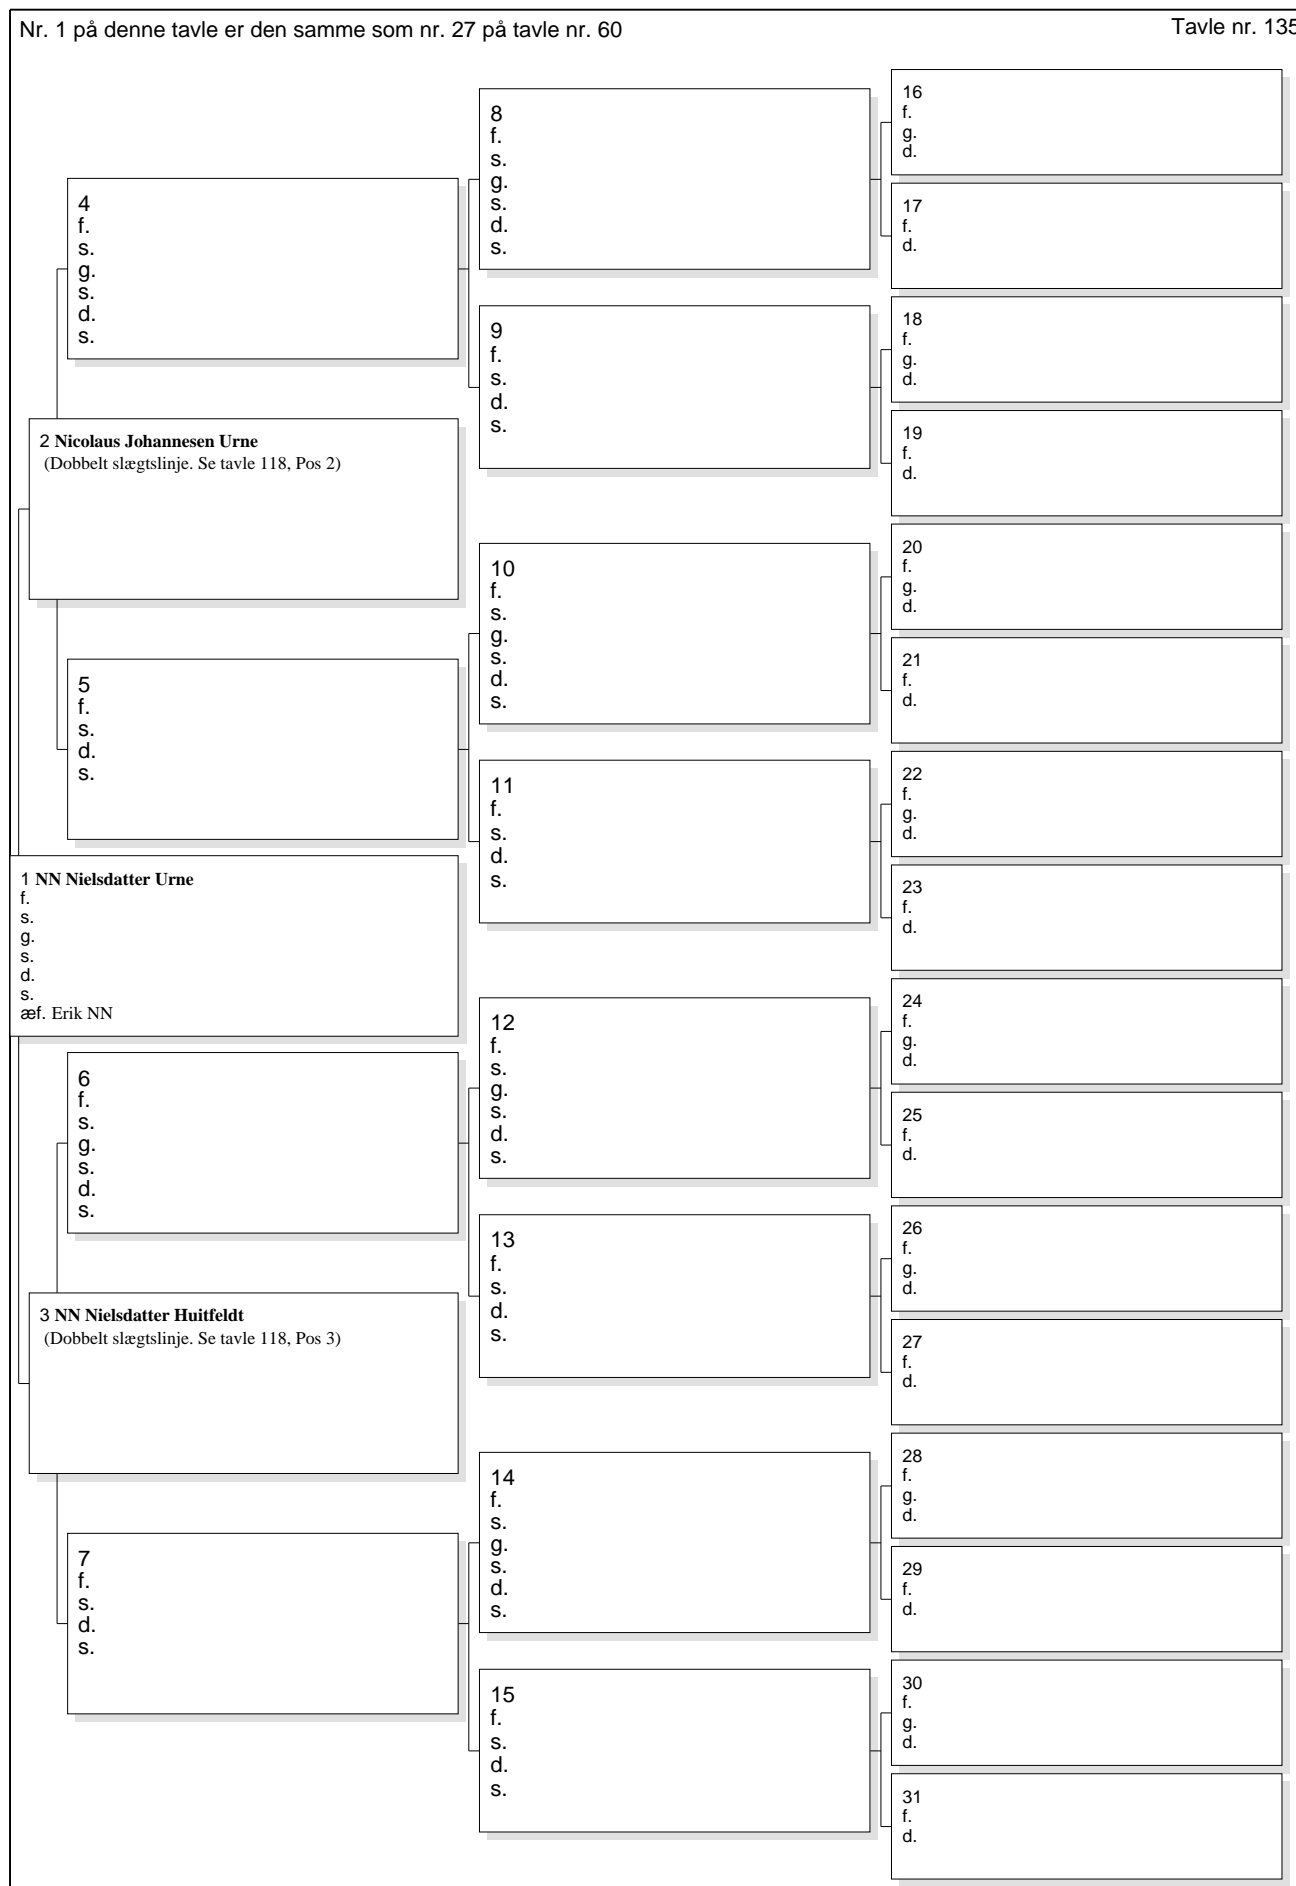 Nr. 1 på denne tavle er den samme som nr. 27 på tavle nr. 60
Tavle nr. 135
16
f.
g.
d.
8
f.
s.
g.
s.
d.
s.
17
f.
d.
4
f.
s.
g.
s.
d.
s.
18
f.
g.
d.
9
f.
s.
d.
s.
19
f.
d.
2 Nicolaus Johannesen Urne
(Dobbelt slægtslinje. Se tavle 118, Pos 2)
20
f.
g.
d.
10
f.
s.
g.
s.
d.
s.
21
f.
d.
5
f.
s.
d.
s.
22
f.
g.
d.
11
f.
s.
d.
s.
23
f.
d.
1 NN Nielsdatter Urne
f.
s.
g.
s.
d.
s.
æf. Erik NN
24
f.
g.
d.
12
f.
s.
g.
s.
d.
s.
25
f.
d.
6
f.
s.
g.
s.
d.
s.
26
f.
g.
d.
13
f.
s.
d.
s.
27
f.
d.
3 NN Nielsdatter Huitfeldt
(Dobbelt slægtslinje. Se tavle 118, Pos 3)
28
f.
g.
d.
14
f.
s.
g.
s.
d.
s.
29
f.
d.
7
f.
s.
d.
s.
30
f.
g.
d.
15
f.
s.
d.
s.
31
f.
d.